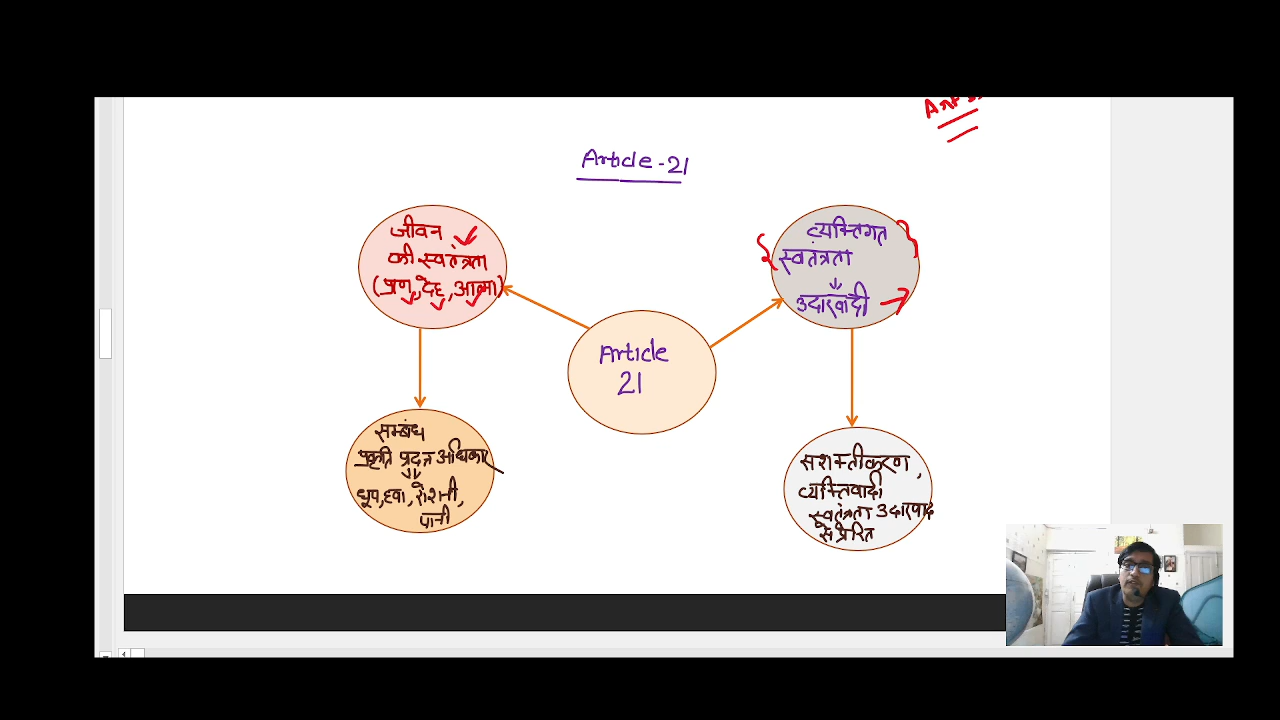 Article-21
जीवन
की स्वतंत्रता
(प्राण, देह, आत्मा)
व्यक्तिगत
स्वतंत्रता
उदारवादी
Article
21
सम्बंध
प्रकृति प्रदत्त अधिकार
धूप, हवा, रोशनी,
पानी
सशक्तीकरण,
व्यक्तिवादी
स्वतंत्रता उदारवाद
से प्रेरित